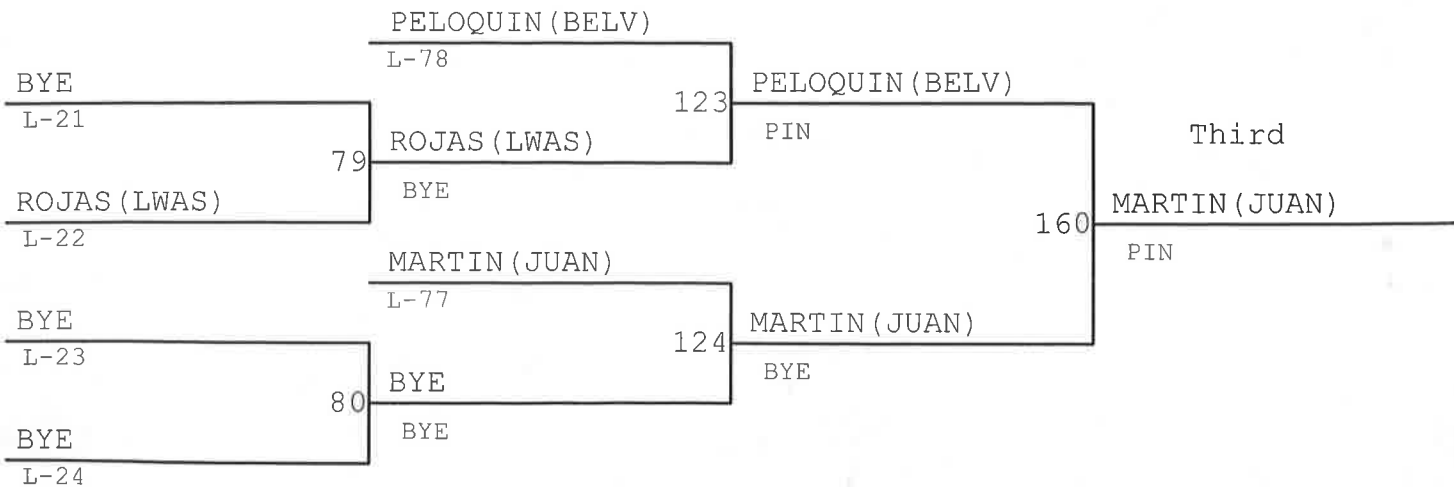 PELOQUIN(BELV)
L-78
BYE
L-21
123
PELOQUIN(BELV)
PIN
79
ROJAS(LWAS)
BYE
Third
ROJAS(LWAS)
L-22
160
MARTIN(JUAN)
PIN
MARTIN(JUAN)
L-77
BYE
L-23
124
MARTIN(JUAN)
BYE
80
BYE
BYE
BYE
L-24